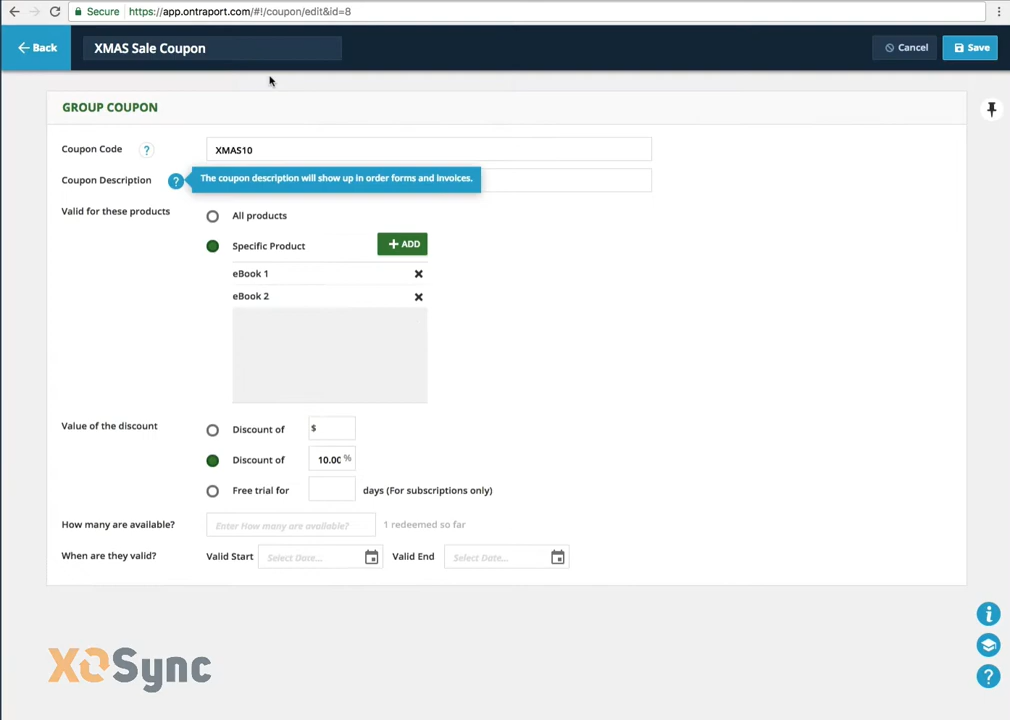 Secure https://app.ontraport.com/#!/coupon/edit&id=8
Back XMAS Sale Coupon Cancel Save
GROUP COUPON
Coupon Code ? XMAS10
Coupon Description ? The coupon description will show up in order forms and invoices.
Valid for these products All products
Specific Product + ADD
eBook 1
eBook 2
Value of the discount Discount of $
Discount of 10.00 %
Free trial for days (For subscriptions only)
How many are available? Enter How many are available? 1 redeemed so far
When are they valid? Valid Start Select Date... Valid End Select Date...
XOSync